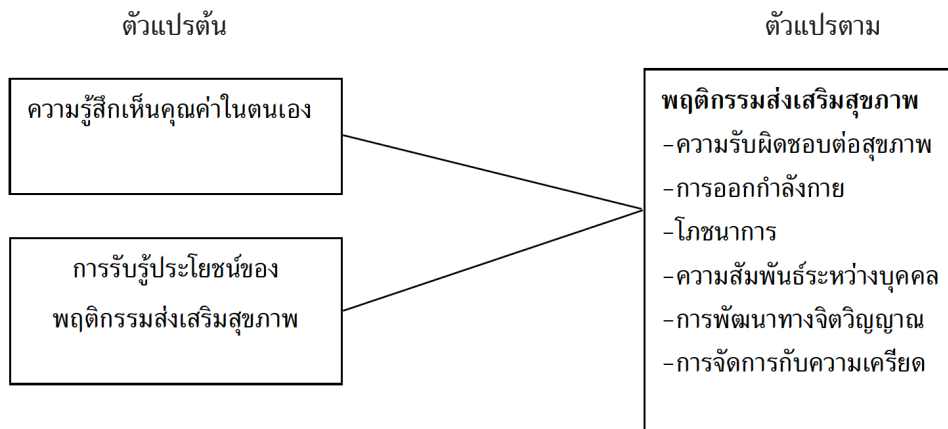 ตัวแปรต้น
ตัวแปรตาม
ความรู้สึกเห็นคุณค่าในตนเอง
การรับรู้ประโยชน์ของ
พฤติกรรมส่งเสริมสุขภาพ
พฤติกรรมส่งเสริมสุขภาพ
-ความรับผิดชอบต่อสุขภาพ
-การออกกำลังกาย
-โภชนาการ
-ความสัมพันธ์ระหว่างบุคคล
-การพัฒนาทางจิตวิญญาณ
-การจัดการกับความเครียด